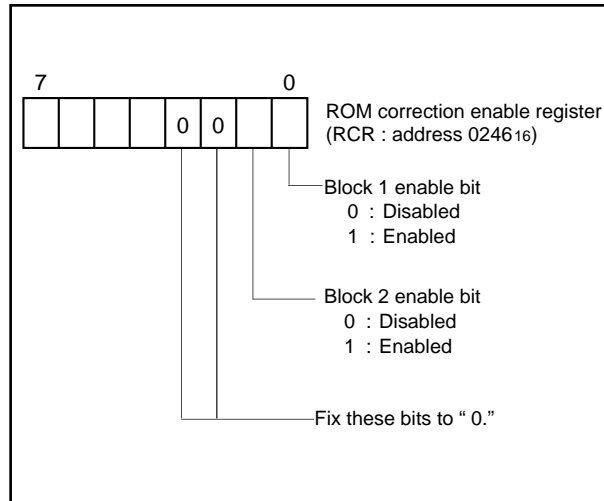 7 0
0 0
ROM correction enable register
(RCR : address 024616)
Block 1 enable bit
0 : Disabled
1 : Enabled
Block 2 enable bit
0 : Disabled
1 : Enabled
Fix these bits to “ 0.”